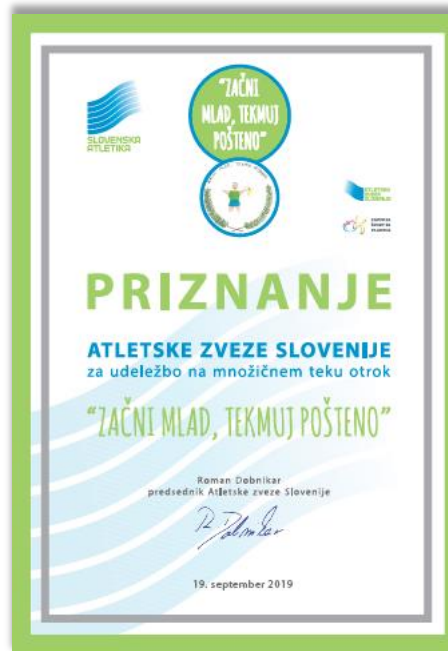 SLOVENSKA
ATLETIKA
"ZAČNI
MLAD, TEKMUJ
POŠTENO"
PRIZNANJE
ATLETSKE ZVEZE SLOVENIJE
za udeležbo na množičnem teku otrok
"ZAČNI MLAD, TEKMUJ POŠTENO"
Roman Dobnikar
predsednik Atletske zveze Slovenije
19. september 2019